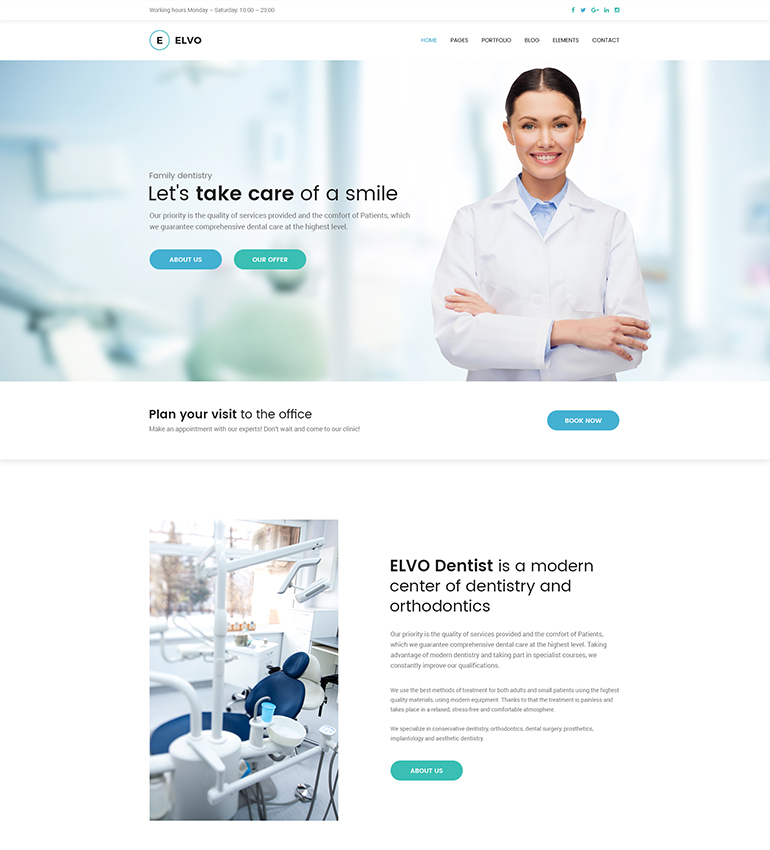 Working hours Monday – Saturday: 10:00 – 23:00
E ELVO
HOME PAGES PORTFOLIO BLOG ELEMENTS CONTACT
Family dentistry
Let's take care of a smile
Our priority is the quality of services provided and the comfort of Patients, which
we guarantee comprehensive dental care at the highest level.
ABOUT US OUR OFFER
Plan your visit to the office
Make an appointment with our experts! Don't wait and come to our clinic!
BOOK NOW
ELVO Dentist is a modern
center of dentistry and
orthodontics
Our priority is the quality of services provided and the comfort of Patients,
which we guarantee comprehensive dental care at the highest level. Taking
advantage of modern dentistry and taking part in specialist courses, we
constantly improve our qualifications.
We use the best methods of treatment for both adults and small patients using the highest
quality materials, using modern equipment. Thanks to that the treatment is painless and
takes place in a relaxed, stress-free and comfortable atmosphere.
We specialize in conservative dentistry, orthodontics, dental surgery, prosthetics,
implantology and aesthetic dentistry.
ABOUT US